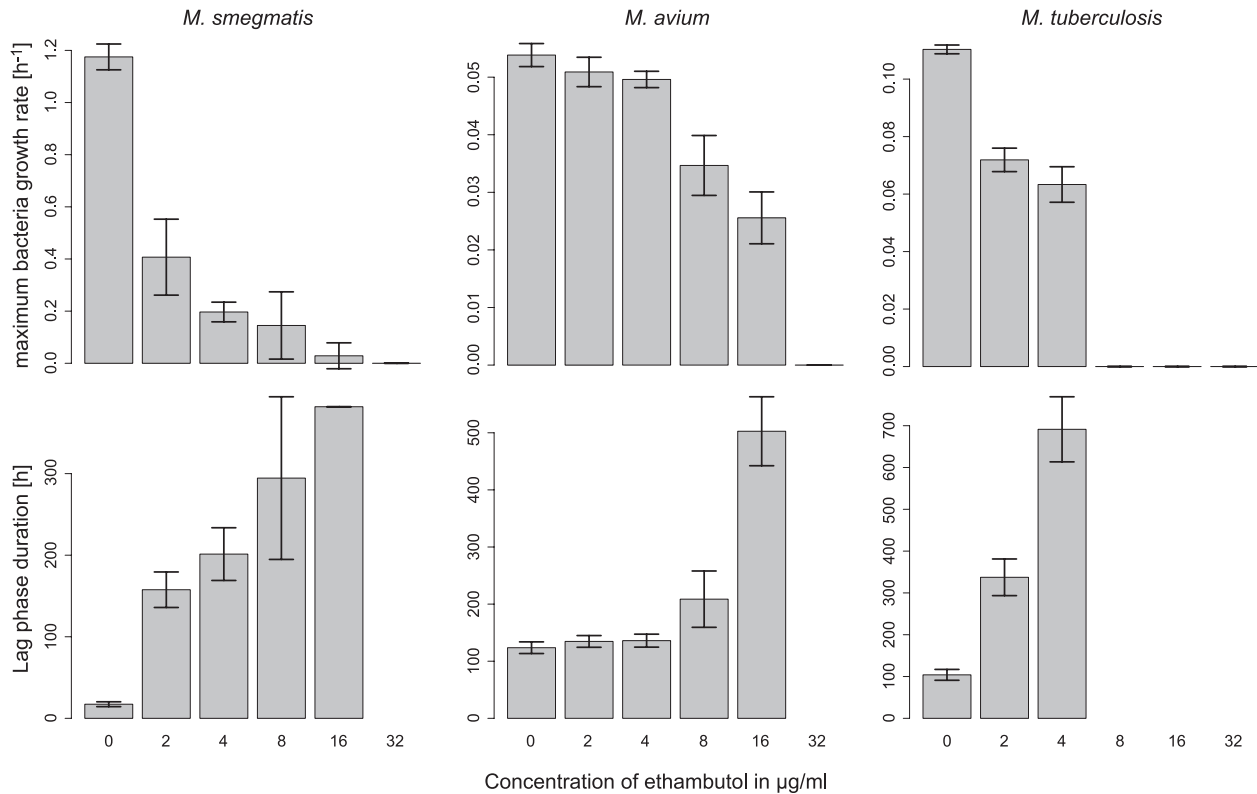 M. smegmatis
M. avium
M. tuberculosis
maximum bacteria growth rate [h-1]
0.0 0.2 0.4 0.6 0.8 1.0 1.2
0.00 0.01 0.02 0.03 0.04 0.05
0.00 0.02 0.04 0.06 0.08 0.10
Lag phase duration [h]
0 100 200 300
0 100 200 300 400 500
0 100 200 300 400 500 600 700
0 2 4 8 16 32
0 2 4 8 16 32
0 2 4 8 16 32
Concentration of ethambutol in µg/ml